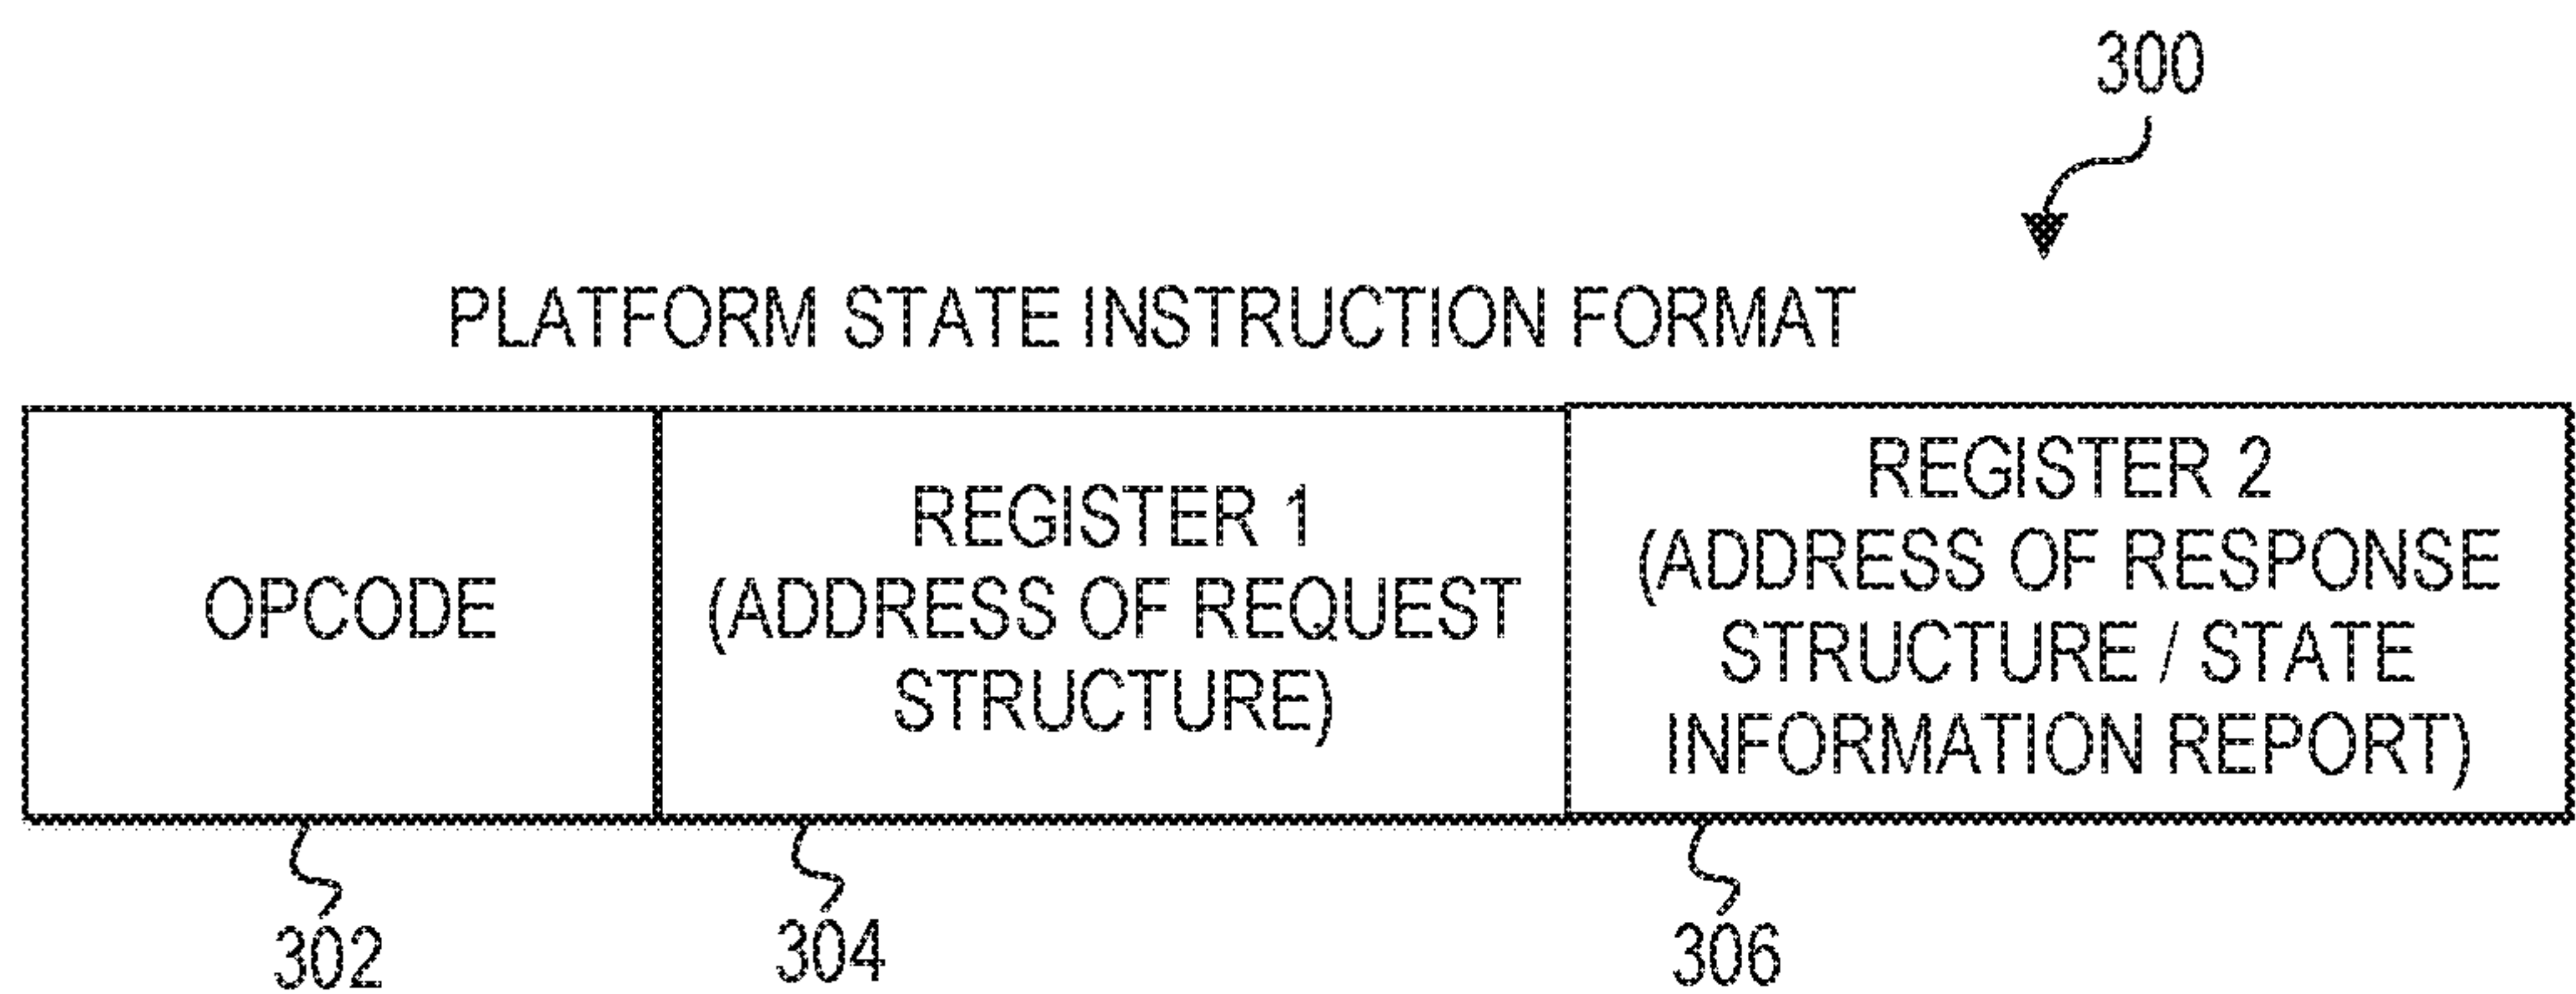 300
PLATFORM STATE INSTRUCTION FORMAT
OPCODE
REGISTER 1
(ADDRESS OF REQUEST
STRUCTURE)
REGISTER 2
(ADDRESS OF RESPONSE
STRUCTURE / STATE
INFORMATION REPORT)
302
304
306